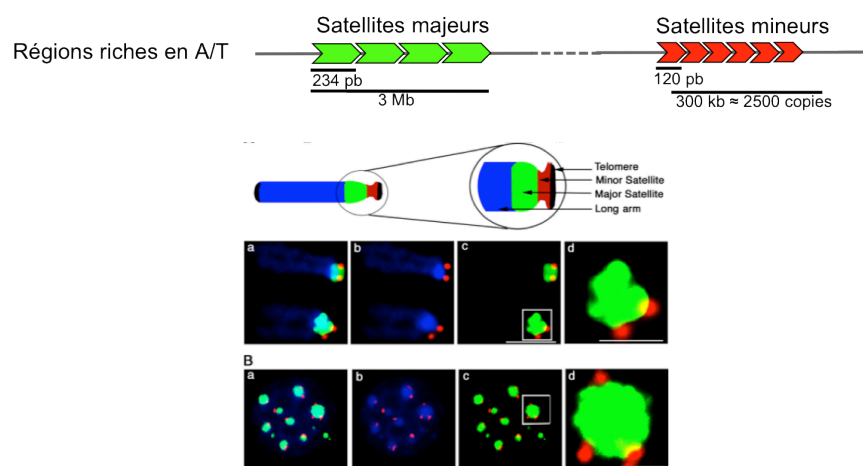 Satellites majeurs
Satellites mineurs
Régions riches en A/T
234 pb
120 pb
3 Mb
300 kb ≈ 2500 copies
Telomere
Minor Satellite
Major Satellite
Long arm
a
b
c
d
B
a
b
c
d